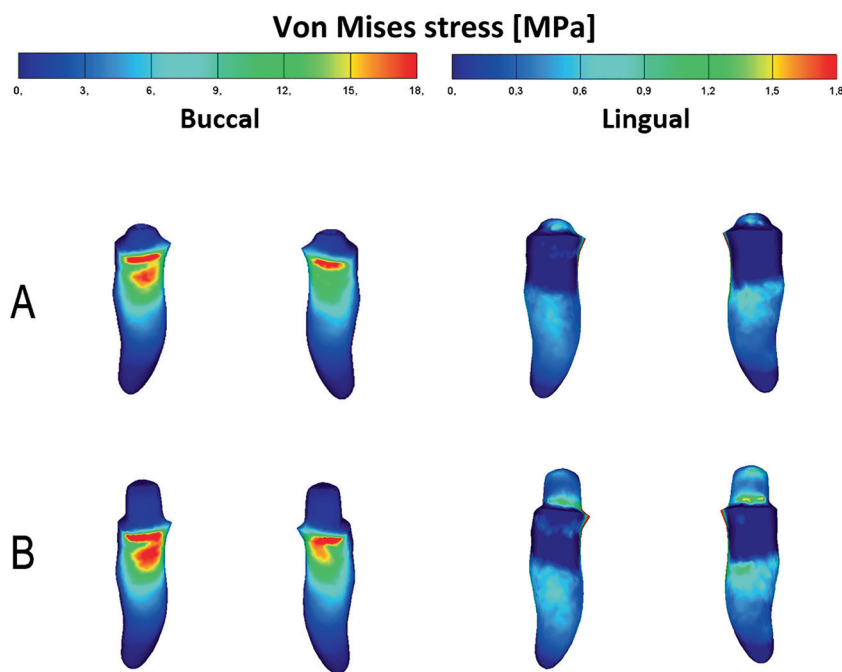 Von Mises stress [MPa]
0, 3, 6, 9, 12, 15, 18,
0, 0,3 0,6 0,9 1,2 1,5 1,8
Buccal
Lingual
A
B